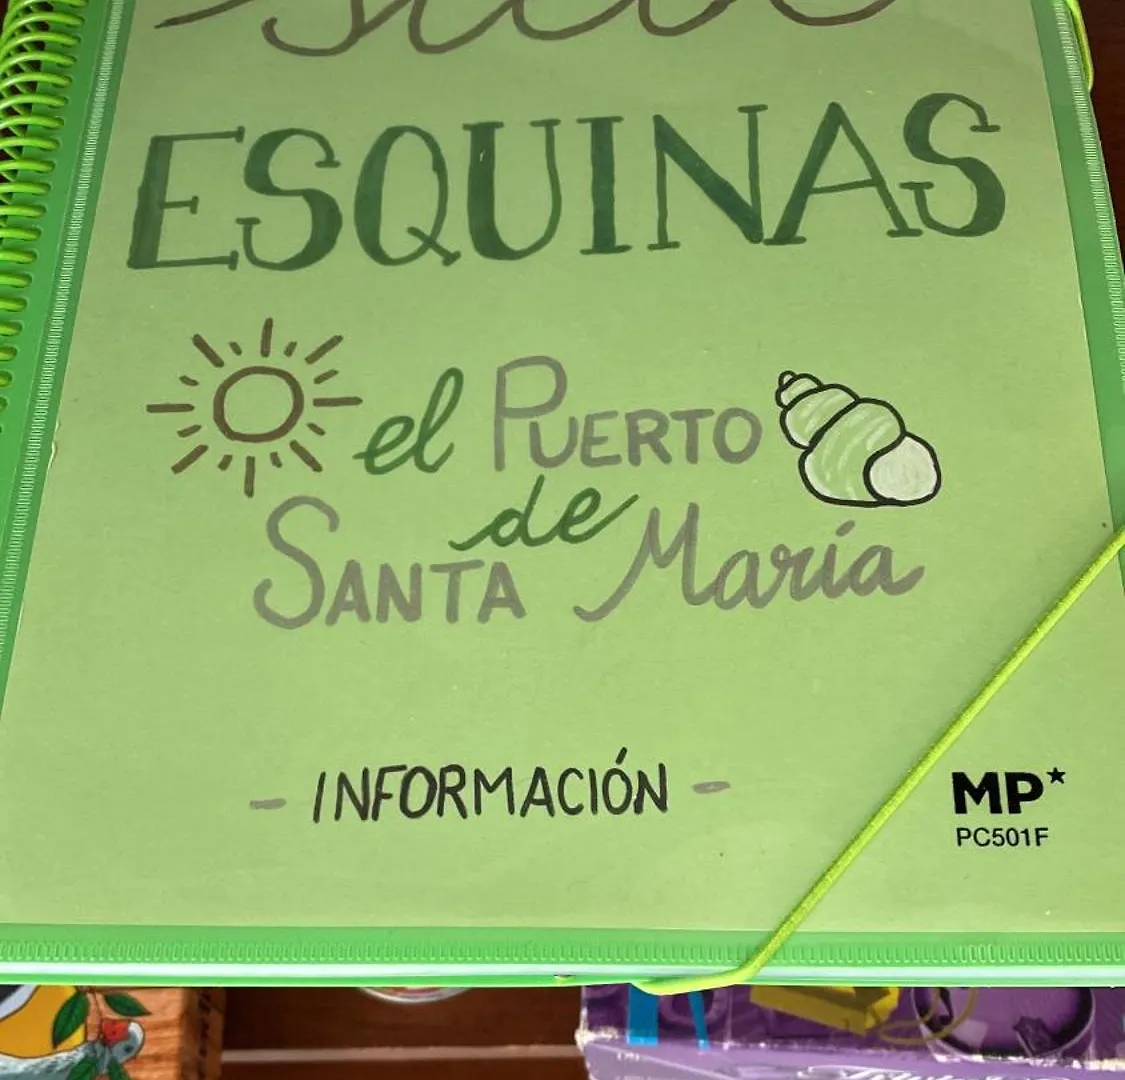 ESQUINAS
el PUERTO
de
SANTA María
- INFORMACIÓN -
MP*
PC501F